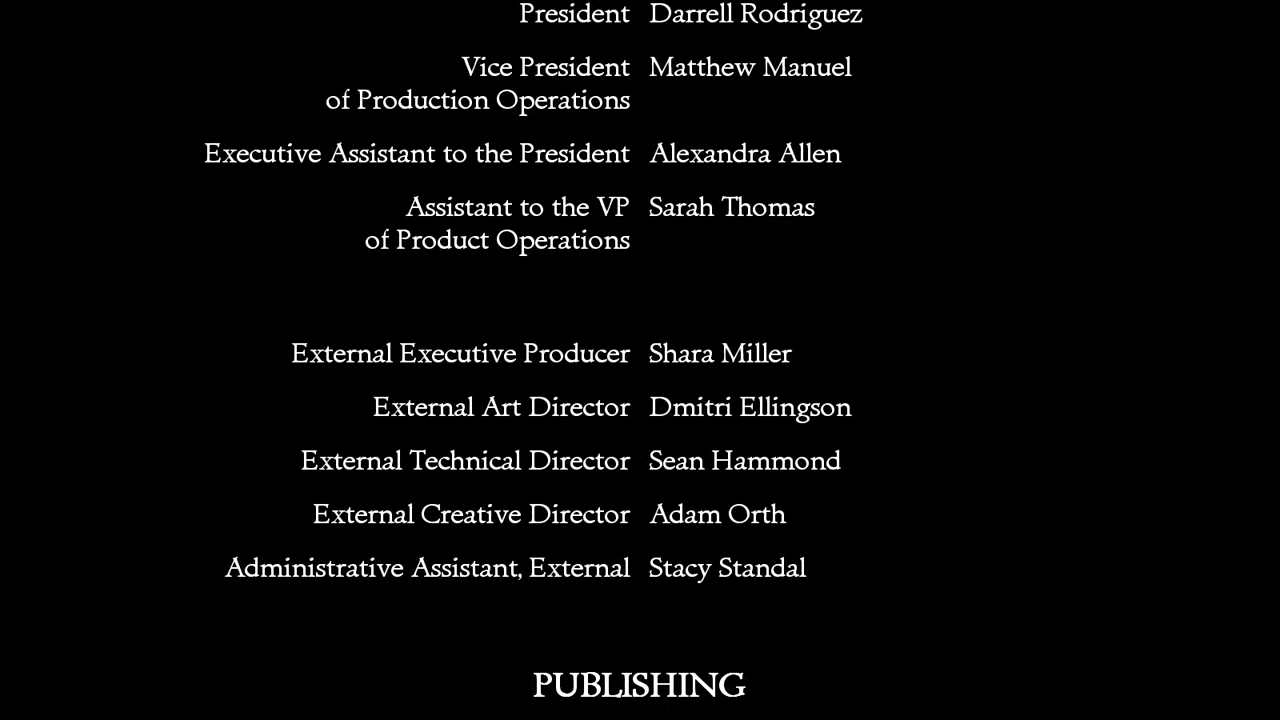 President Darrell Rodriguez
Vice President Matthew Manuel
of Production Operations
Executive Assistant to the President Alexandra Allen
Assistant to the VP Sarah Thomas
of Product Operations
External Executive Producer Shara Miller
External Art Director Dmitri Ellingson
External Technical Director Sean Hammond
External Creative Director Adam Orth
Administrative Assistant, External Stacy Standal
PUBLISHING